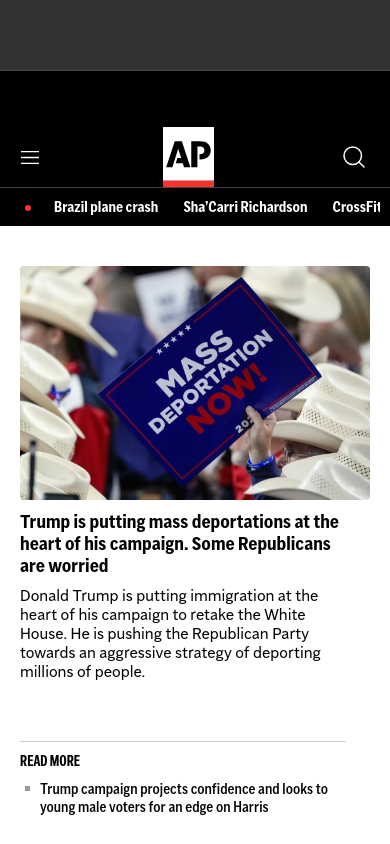 AP
Brazil plane crash Sha'Carri Richardson CrossFit
MASS
DEPORTATION
NOW!
Trump is putting mass deportations at the
heart of his campaign. Some Republicans
are worried
Donald Trump is putting immigration at the
heart of his campaign to retake the White
House. He is pushing the Republican Party
towards an aggressive strategy of deporting
millions of people.
READ MORE
Trump campaign projects confidence and looks to
young male voters for an edge on Harris